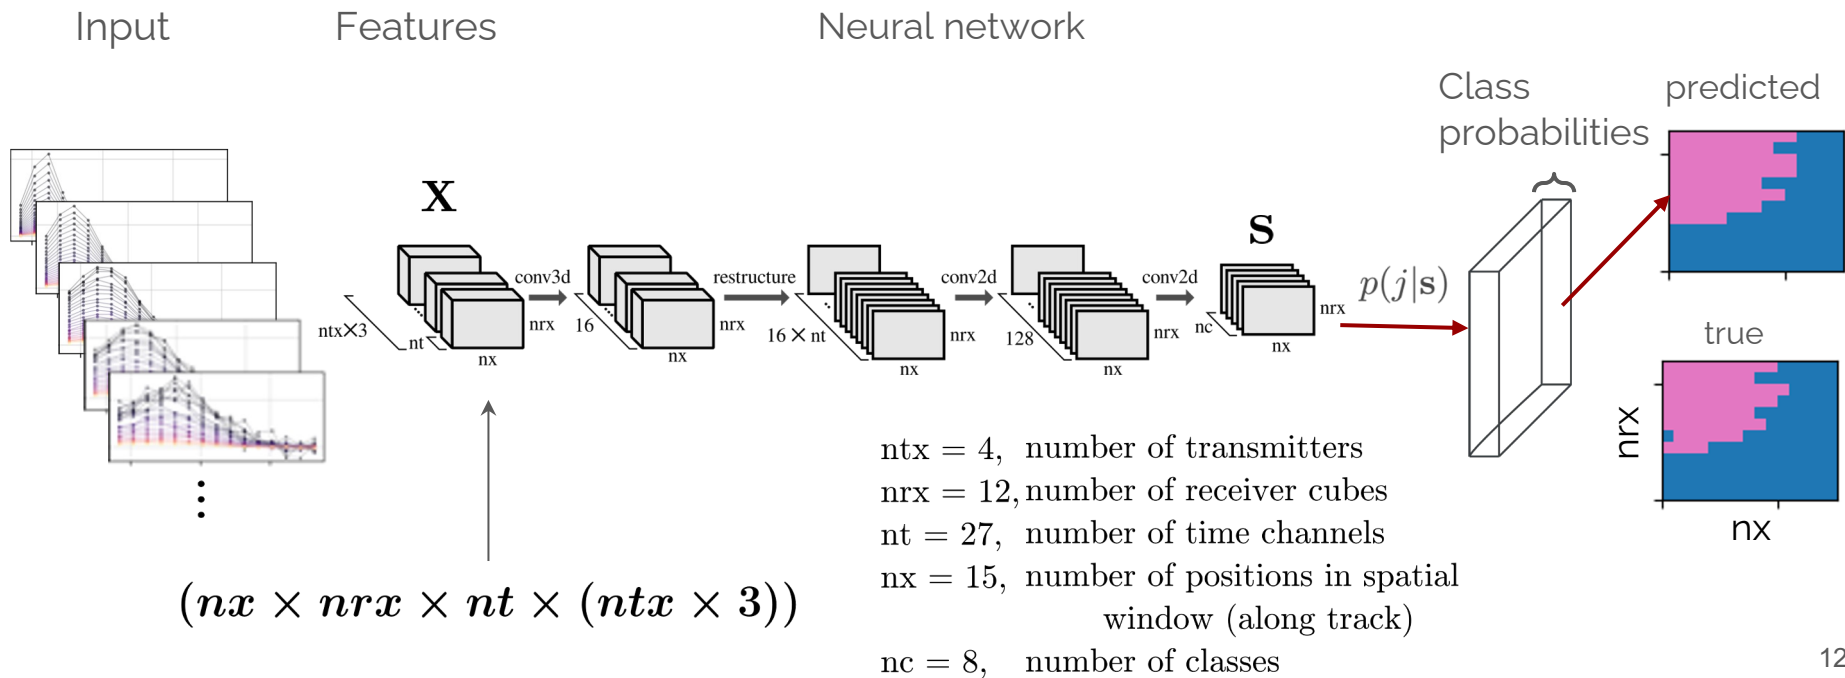 Input
Features
Neural network
Class
probabilities
predicted
X
S
conv3d
restructure
conv2d
conv2d
ntx×3
nt
nx
nrx
16
nx
nrx
16 × nt
nx
nrx
128
nx
nrx
nc
nx
nrx
p(j|s)
true
nrx
nx
(nx × nrx × nt × (ntx × 3))
ntx = 4, number of transmitters
nrx = 12, number of receiver cubes
nt = 27, number of time channels
nx = 15, number of positions in spatial
window (along track)
nc = 8, number of classes
12